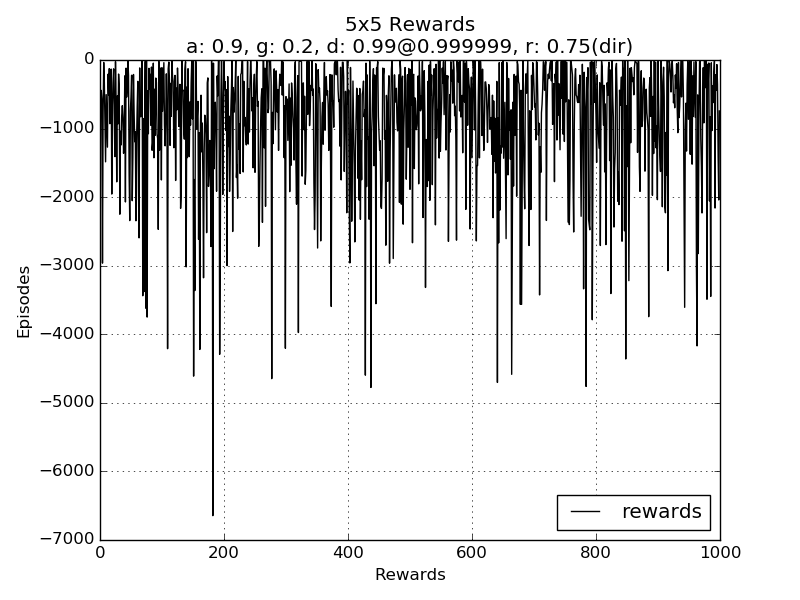 5x5 Rewards
a: 0.9, g: 0.2, d: 0.99@0.999999, r: 0.75(dir)
0
−1000
−2000
−3000
−4000
−5000
−6000
−7000
Episodes
rewards
0 200 400 600 800 1000
Rewards